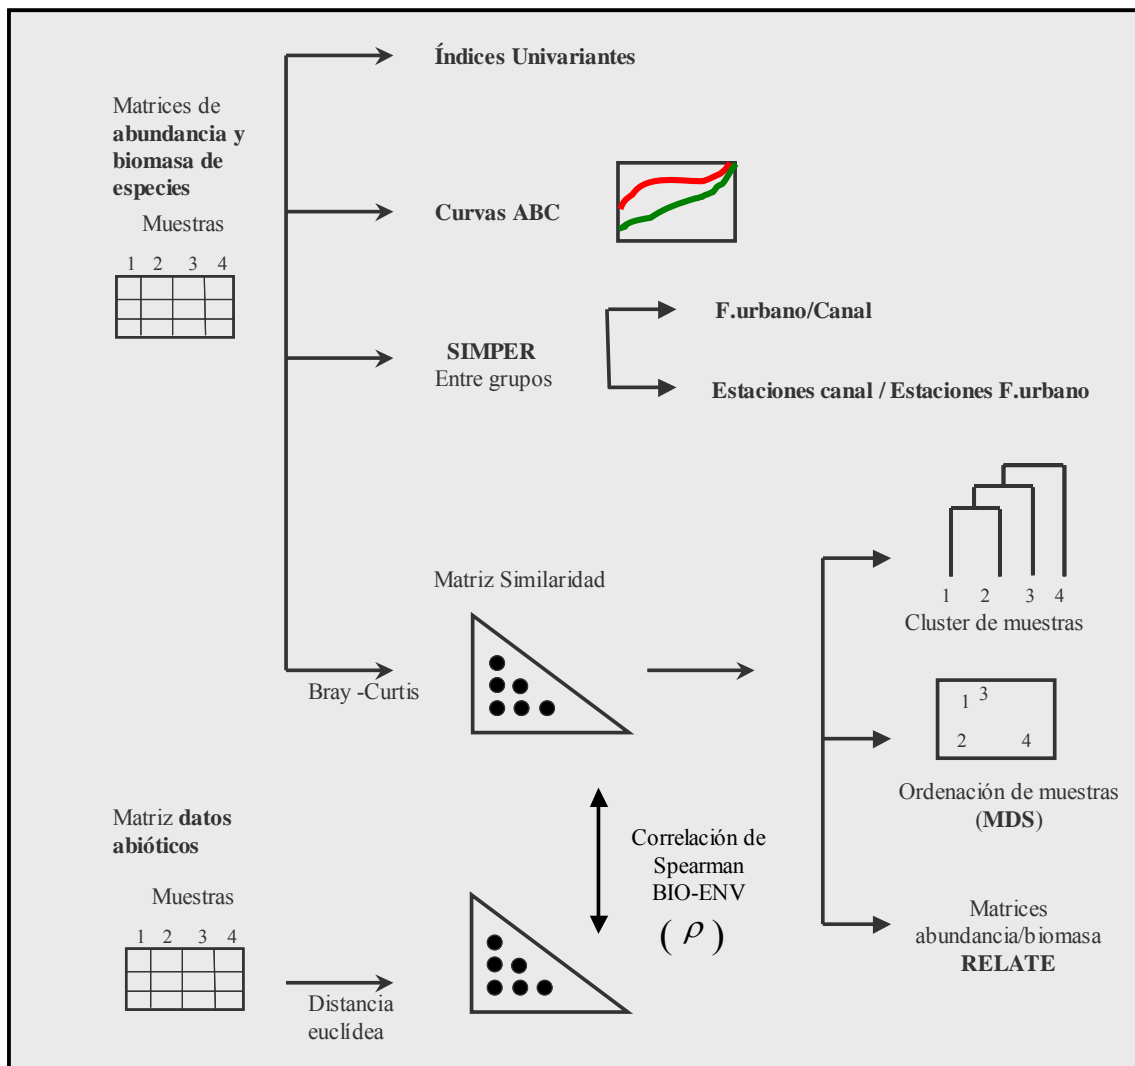 Índices Univariantes
Matrices de
abundancia y
biomasa de
especies
Muestras
1 2 3 4
Curvas ABC
SIMPER
Entre grupos
F.urbano/Canal
Estaciones canal / Estaciones F.urbano
Matriz Similaridad
Bray -Curtis
1 2 3 4
Cluster de muestras
1 3
2 4
Ordenación de muestras
(MDS)
Matriz datos
abióticos
Muestras
1 2 3 4
Distancia
euclídea
Correlación de
Spearman
BIO-ENV
( ρ )
Matrices
abundancia/biomasa
RELATE